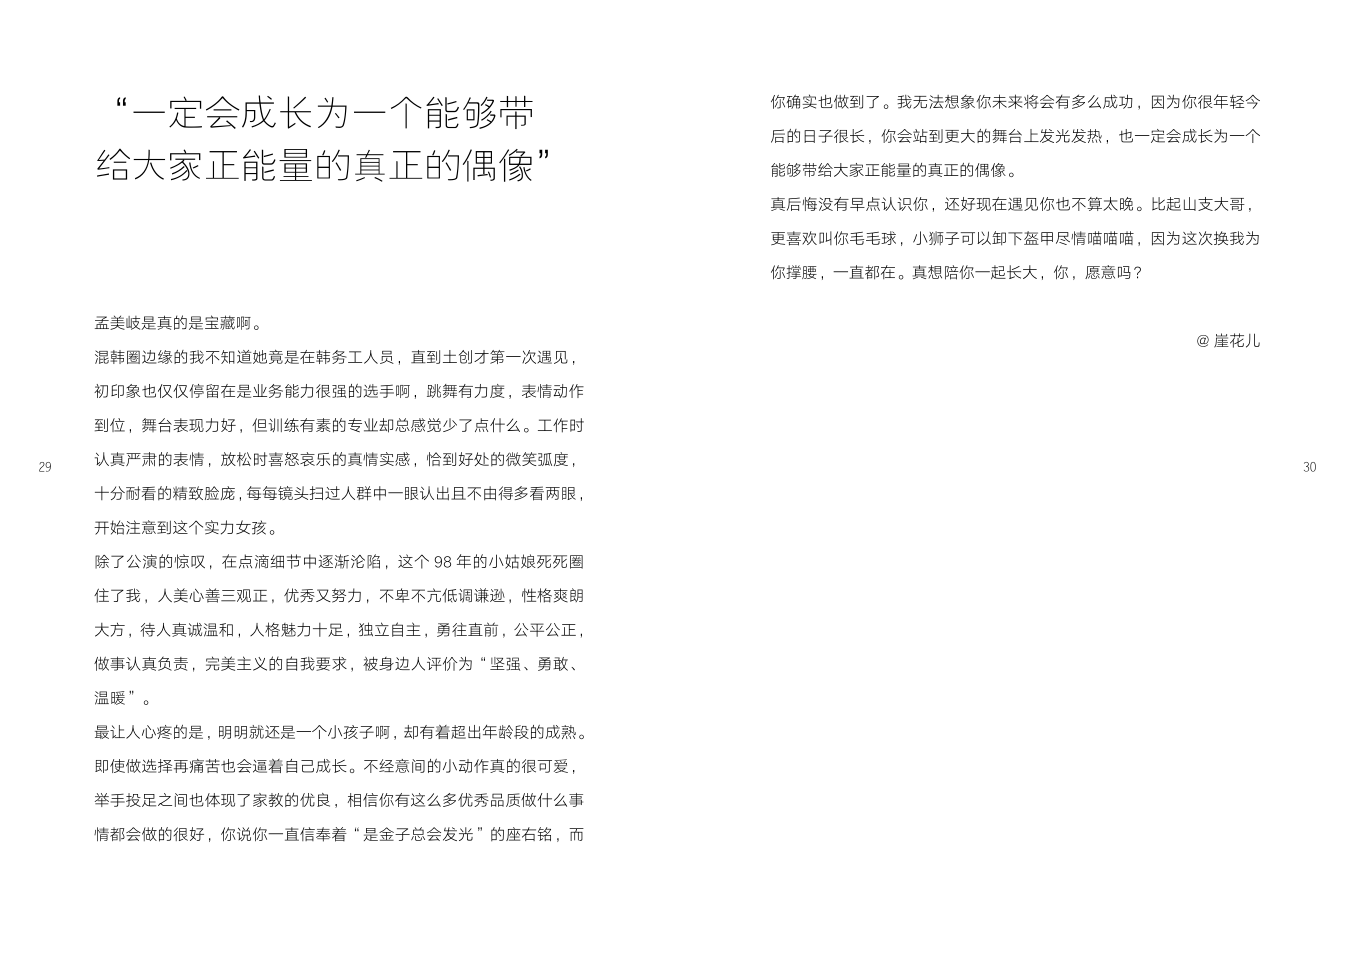 “一定会成长为一个能够带
给大家正能量的真正的偶像”
孟美岐是真的是宝藏啊。
混韩圈边缘的我不知道她竟是在韩务工人员，直到土创才第一次遇见，
初印象也仅仅停留在是业务能力很强的选手啊，跳舞有力度，表情动作
到位，舞台表现力好，但训练有素的专业却总感觉少了点什么。工作时
认真严肃的表情，放松时喜怒哀乐的真情实感，恰到好处的微笑弧度，
十分耐看的精致脸庞，每每镜头扫过人群中一眼认出且不由得多看两眼，
开始注意到这个实力女孩。
除了公演的惊叹，在点滴细节中逐渐沦陷，这个 98 年的小姑娘死死圈
住了我，人美心善三观正，优秀又努力，不卑不亢低调谦逊，性格爽朗
大方，待人真诚温和，人格魅力十足，独立自主，勇往直前，公平公正，
做事认真负责，完美主义的自我要求，被身边人评价为“坚强、勇敢、
温暖”。
最让人心疼的是，明明就还是一个小孩子啊，却有着超出年龄段的成熟。
即使做选择再痛苦也会逼着自己成长。不经意间的小动作真的很可爱，
举手投足之间也体现了家教的优良，相信你有这么多优秀品质做什么事
情都会做的很好，你说你一直信奉着“是金子总会发光”的座右铭，而
29
你确实也做到了。我无法想象你未来将会有多么成功，因为你很年轻今
后的日子很长，你会站到更大的舞台上发光发热，也一定会成长为一个
能够带给大家正能量的真正的偶像。
真后悔没有早点认识你，还好现在遇见你也不算太晚。比起山支大哥，
更喜欢叫你毛毛球，小狮子可以卸下盔甲尽情喵喵喵，因为这次换我为
你撑腰，一直都在。真想陪你一起长大，你，愿意吗？
@ 崖花儿
30